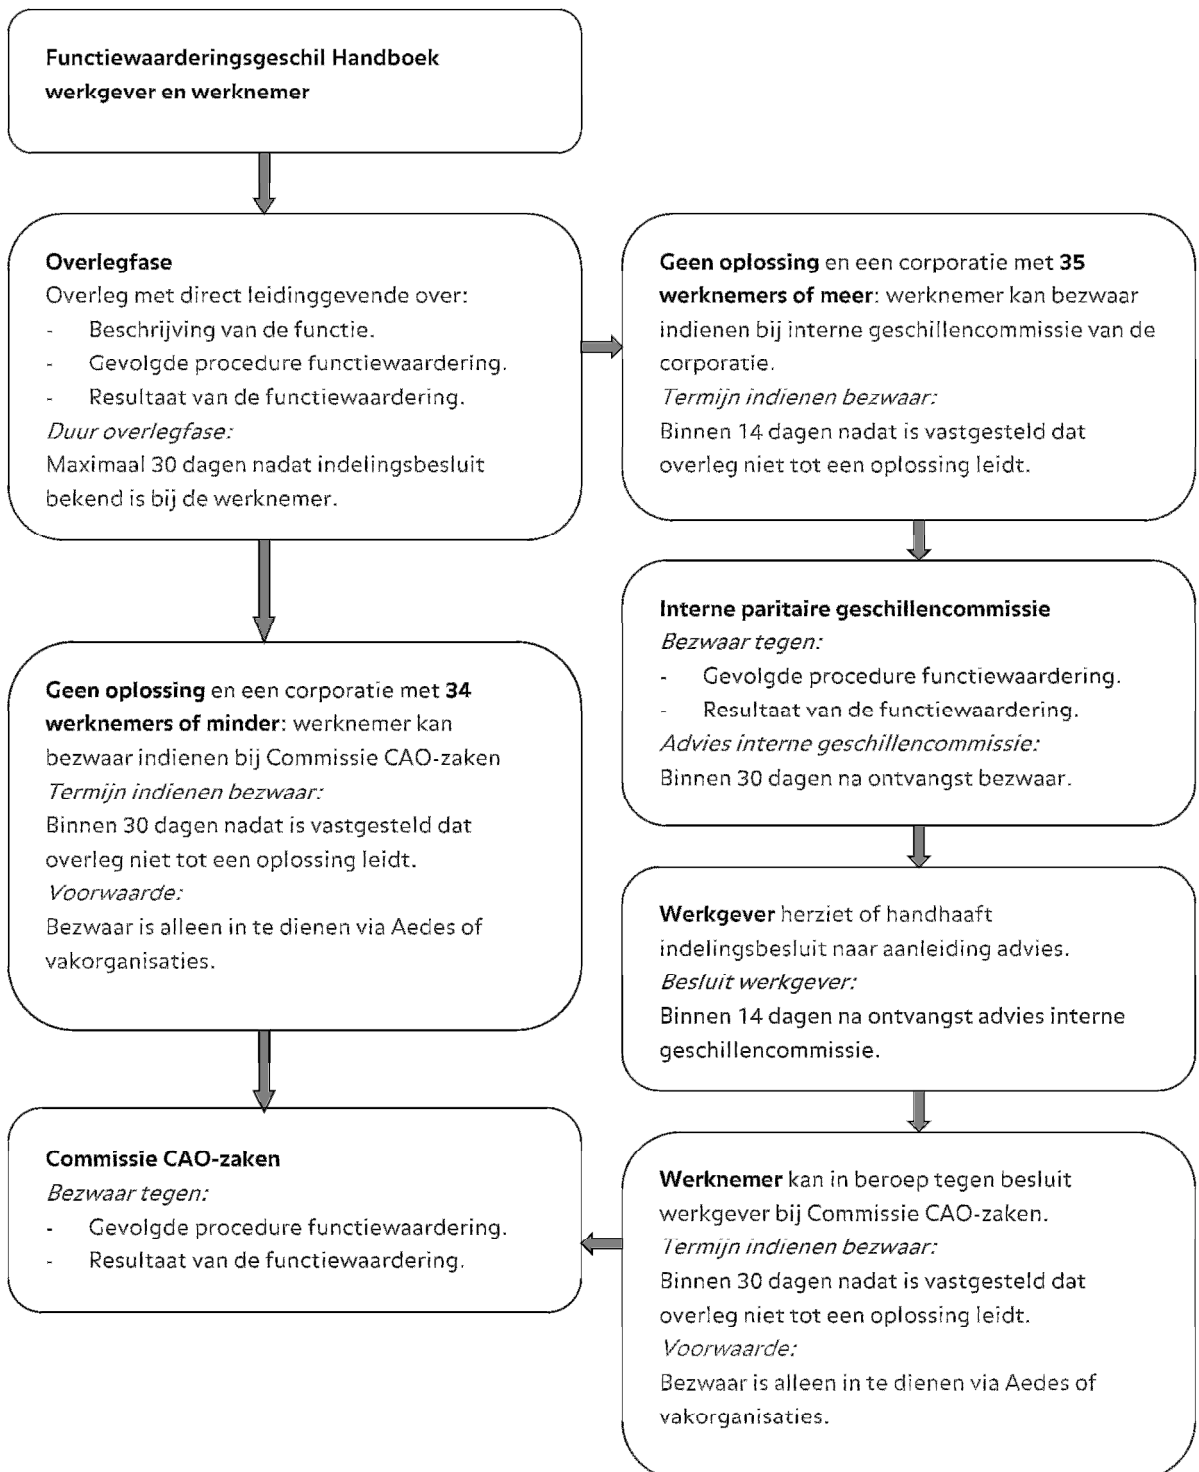 Functiewaarderingsgeschil Handboek
werkgever en werknemer
Overlegfase
Overleg met direct leidinggevende over:
- Beschrijving van de functie.
- Gevolgde procedure functiewaardering.
- Resultaat van de functiewaardering.
Duur overlegfase:
Maximaal 30 dagen nadat indelingsbesluit
bekend is bij de werknemer.
Geen oplossing en een corporatie met 35
werknemers of meer: werknemer kan bezwaar
indienen bij interne geschillencommissie van de
corporatie.
Termijn indienen bezwaar:
Binnen 14 dagen nadat is vastgesteld dat
overleg niet tot een oplossing leidt.
Geen oplossing en een corporatie met 34
werknemers of minder: werknemer kan
bezwaar indienen bij Commissie CAO-zaken
Termijn indienen bezwaar:
Binnen 30 dagen nadat is vastgesteld dat
overleg niet tot een oplossing leidt.
Voorwaarde:
Bezwaar is alleen in te dienen via Aedes of
vakorganisaties.
Interne paritaire geschillencommissie
Bezwaar tegen:
- Gevolgde procedure functiewaardering.
- Resultaat van de functiewaardering.
Advies interne geschillencommissie:
Binnen 30 dagen na ontvangst bezwaar.
Werkgever herziet of handhaaft
indelingsbesluit naar aanleiding advies.
Besluit werkgever:
Binnen 14 dagen na ontvangst advies interne
geschillencommissie.
Werknemer kan in beroep tegen besluit
werkgever bij Commissie CAO-zaken.
Termijn indienen bezwaar:
Binnen 30 dagen nadat is vastgesteld dat
overleg niet tot een oplossing leidt.
Voorwaarde:
Bezwaar is alleen in te dienen via Aedes of
vakorganisaties.
Commissie CAO-zaken
Bezwaar tegen:
- Gevolgde procedure functiewaardering.
- Resultaat van de functiewaardering.